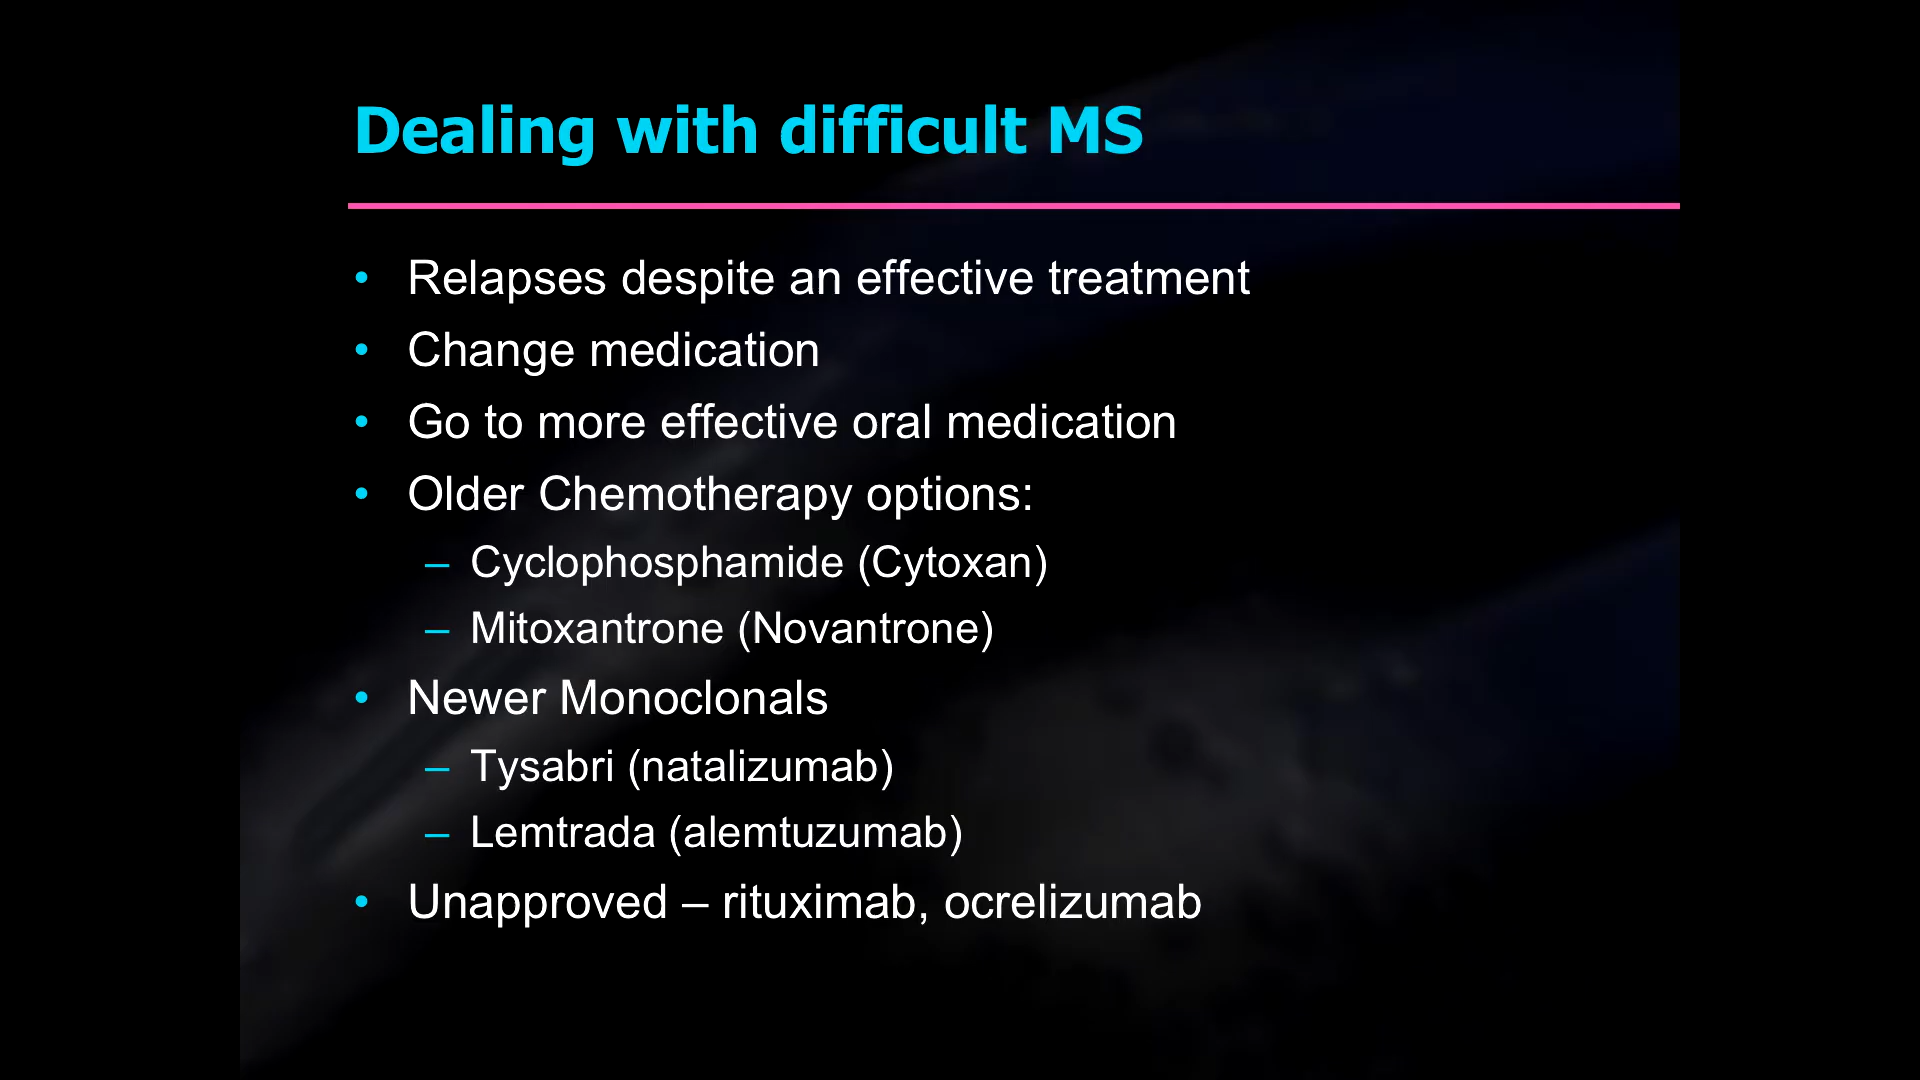 Dealing with difficult MS
• Relapses despite an effective treatment
• Change medication
• Go to more effective oral medication
• Older Chemotherapy options:
– Cyclophosphamide (Cytoxan)
– Mitoxantrone (Novantrone)
• Newer Monoclonals
– Tysabri (natalizumab)
– Lemtrada (alemtuzumab)
• Unapproved – rituximab, ocrelizumab